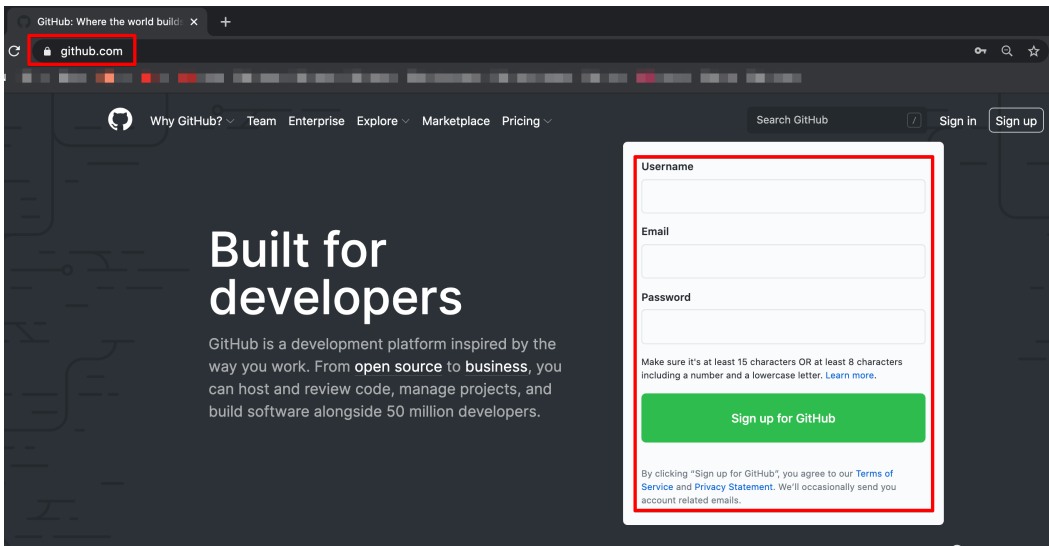 GitHub: Where the world builds
github.com
Why GitHub? Team Enterprise Explore Marketplace Pricing
Search GitHub /
Sign in Sign up
Username
Email
Password
Make sure it's at least 15 characters OR at least 8 characters
including a number and a lowercase letter. Learn more.
Sign up for GitHub
By clicking “Sign up for GitHub”, you agree to our Terms of
Service and Privacy Statement. We'll occasionally send you
account related emails.
Built for
developers
GitHub is a development platform inspired by the
way you work. From open source to business, you
can host and review code, manage projects, and
build software alongside 50 million developers.